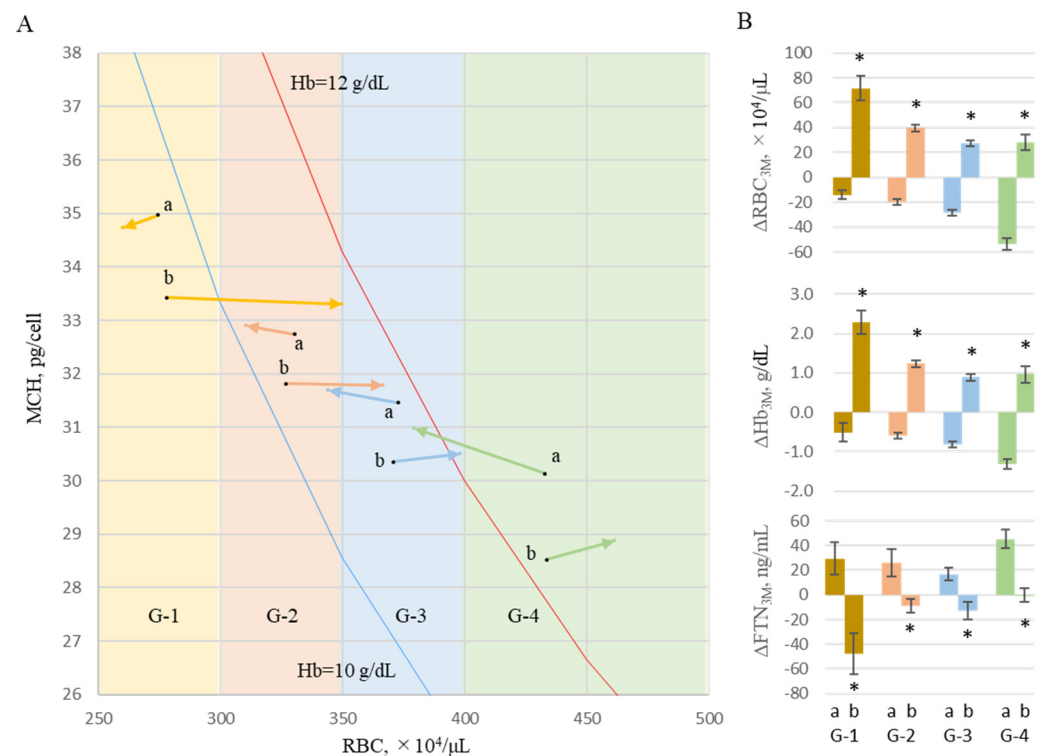 A
MCH, pg/cell
38
37
36
35
34
33
32
31
30
29
28
27
26
Hb=12 g/dL
a
b
a
b
a
b
a
b
G-1
G-2
G-3
G-4
Hb=10 g/dL
250
300
350
400
450
500
RBC, ×10⁴/μL
B
ΔRBC3M, ×10⁴/μL
100
80
60
40
20
0
-20
-40
-60
* * * *
ΔHb3M, g/dL
3.0
2.0
1.0
0.0
-1.0
-2.0
* * * *
ΔFTN3M, ng/mL
60
40
20
0
-20
-40
-60
-80
* * * *
a b a b a b a b
G-1 G-2 G-3 G-4